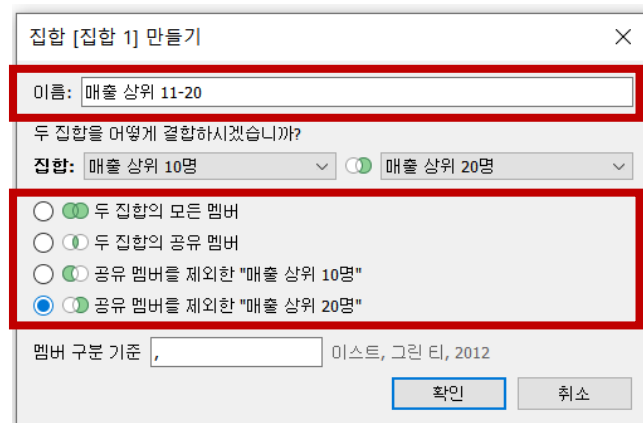 집합 [집합 1] 만들기
이름: 매출 상위 11-20
두 집합을 어떻게 결합하시겠습니까?
집합: 매출 상위 10명 매출 상위 20명
두 집합의 모든 멤버
두 집합의 공유 멤버
공유 멤버를 제외한 "매출 상위 10명"
공유 멤버를 제외한 "매출 상위 20명"
멤버 구분 기준 , 이스트, 그린 티, 2012
확인 취소